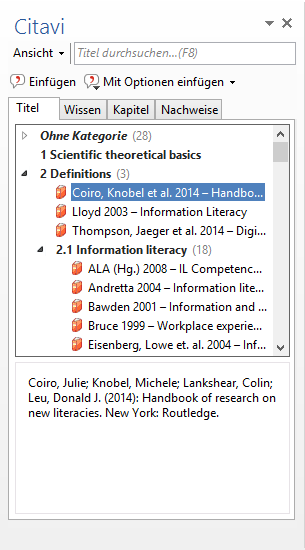 Citavi
Ansicht
Titel durchsuchen...(F8)
Einfügen
Mit Optionen einfügen
Titel
Wissen
Kapitel
Nachweise
Ohne Kategorie (28)
1 Scientific theoretical basics
2 Definitions (3)
Coiro, Knobel et al. 2014 – Handbo...
Lloyd 2003 – Information Literacy
Thompson, Jaeger et al. 2014 – Digi...
2.1 Information literacy (18)
ALA (Hg.) 2008 – IL Competenc...
Andretta 2004 – Information lite...
Bawden 2001 – Information and ...
Bruce 1999 – Workplace experie...
Eisenberg, Lowe et. al. 2004 – Inf...
Coiro, Julie; Knobel, Michele; Lankshear, Colin;
Leu, Donald J. (2014): Handbook of research on
new literacies. New York: Routledge.